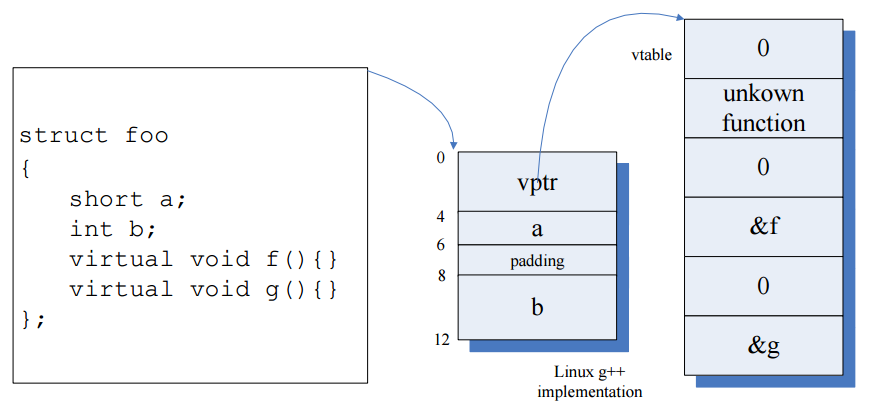 struct foo
{
short a;
int b;
virtual void f(){}
virtual void g(){}
};
0
vptr
4
a
6
padding
8
b
12
Linux g++
implementation
vtable
0
unkown
function
0
&f
0
&g